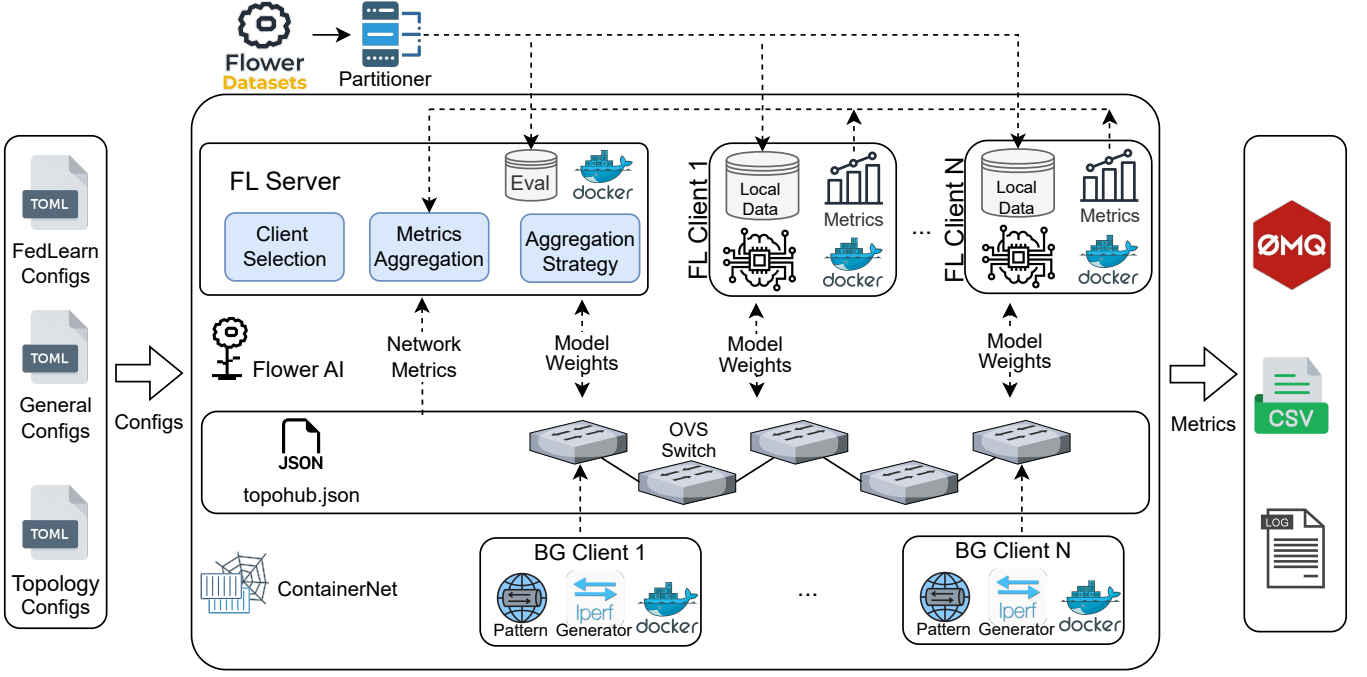 Flower
Datasets
Partitioner
TOML
FedLearn
Configs
TOML
General
Configs
TOML
Topology
Configs
Configs
FL Server
Eval
docker
Client
Selection
Metrics
Aggregation
Aggregation
Strategy
FL Client 1
Local
Data
Metrics
docker
...
FL Client N
Local
Data
Metrics
docker
Flower AI
Network
Metrics
Model
Weights
Model
Weights
Model
Weights
JSON
topohub.json
OVS
Switch
ContainerNet
BG Client 1
Pattern
Iperf
Generator
docker
...
BG Client N
Pattern
Iperf
Generator
docker
Metrics
ØMQ
CSV
LOG